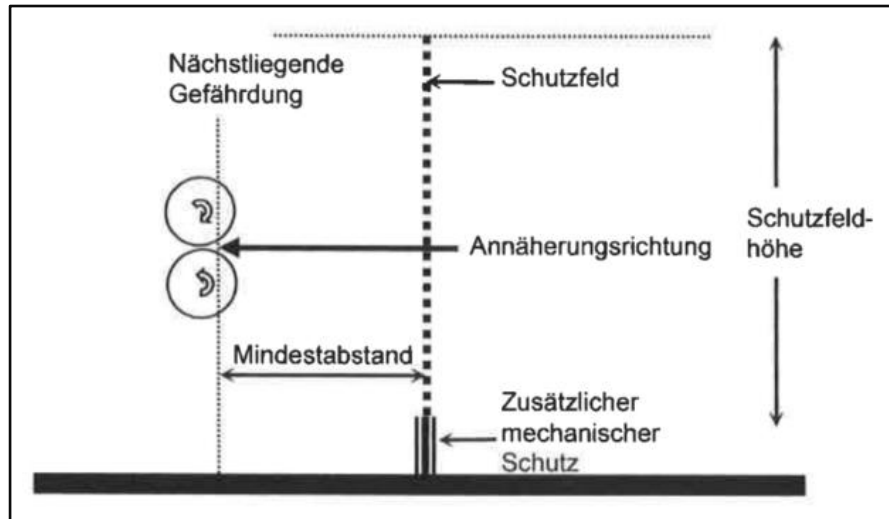 Nächstliegende
Gefährdung
Schutzfeld
Schutzfeld-
höhe
Annäherungsrichtung
Mindestabstand
Zusätzlicher
mechanischer
Schutz